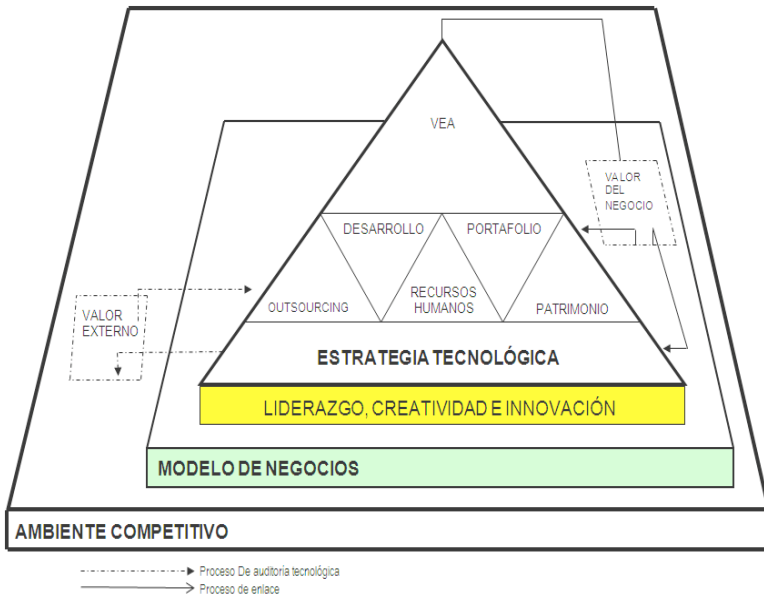 VEA
VALOR
DEL
NEGOCIO
DESARROLLO
PORTAFOLIO
OUTSOURCING
RECURSOS
HUMANOS
PATRIMONIO
VALOR
EXTERNO
ESTRATEGIA TECNOLÓGICA
LIDERAZGO, CREATIVIDAD E INNOVACIÓN
MODELO DE NEGOCIOS
AMBIENTE COMPETITIVO
Proceso De auditoria tecnológica
Proceso de enlace